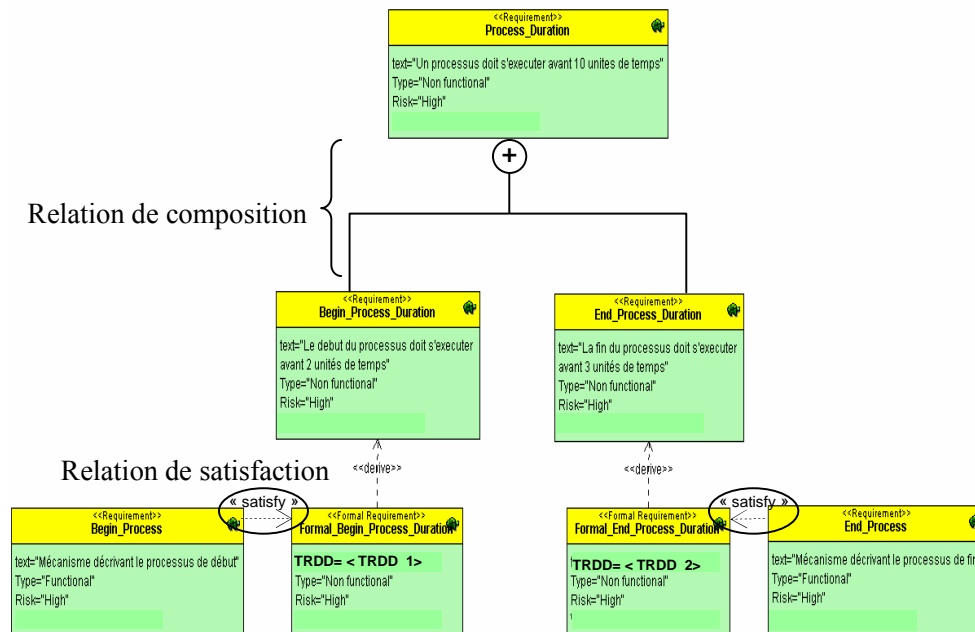 <<Requirement>>
Process_Duration
text="Un processus doit s'executer avant 10 unites de temps"
Type="Non functional"
Risk="High"
+
Relation de composition
<<Requirement>>
Begin_Process_Duration
text="Le debut du processus doit s'executer
avant 2 unités de temps"
Type="Non functional"
Risk="High"
<<Requirement>>
End_Process_Duration
text="La fin du processus doit s'executer
avant 3 unités de temps"
Type="Non functional"
Risk="High"
Relation de satisfaction
<<derive>>
<<derive>>
« satisfy »
« satisfy »
<<Requirement>>
Begin_Process
text="Mécanisme décrivant le processus de début"
Type="Functional"
Risk="High"
<<Formal Requirement>>
Formal_Begin_Process_Duration
TRDD= < TRDD 1>
Type="Non functional"
Risk="High"
<<Formal Requirement>>
Formal_End_Process_Duration
TRDD= < TRDD 2>
Type="Non functional"
Risk="High"
<<Requirement>>
End_Process
text="Mécanisme décrivant le processus de fin
Type="Functional"
Risk="High"